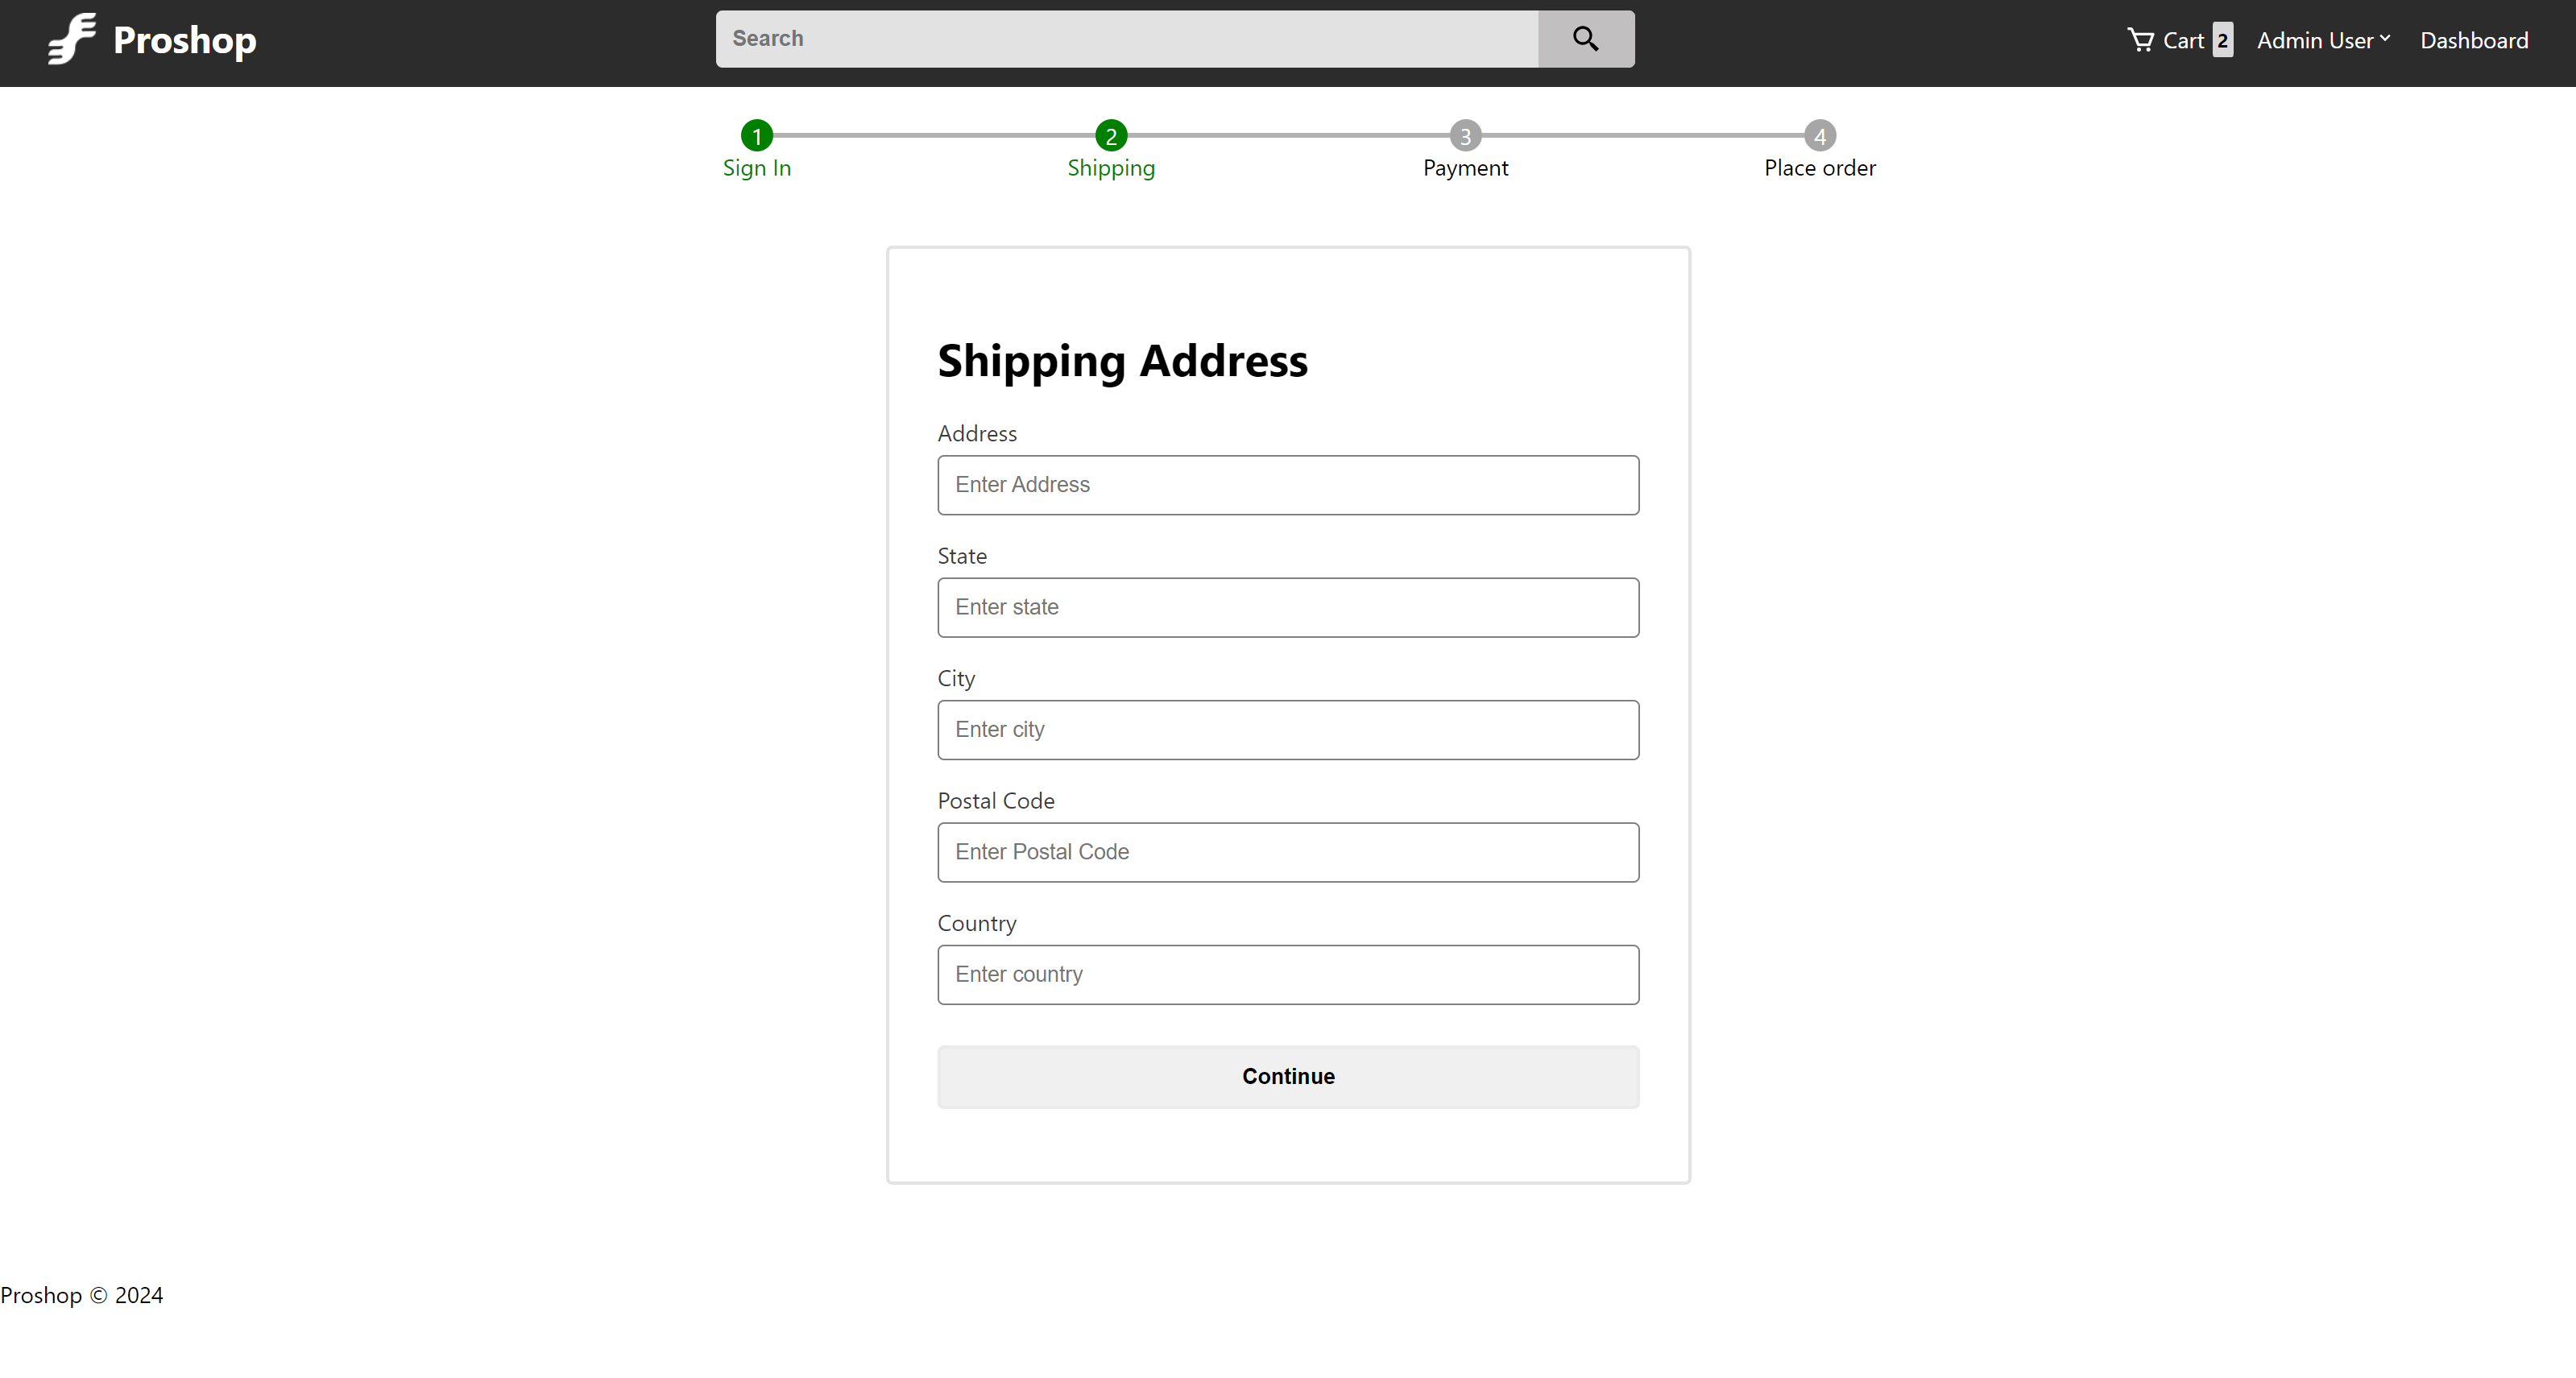 Proshop
Search
Cart 2 Admin User Dashboard
1 2 3 4
Sign In Shipping Payment Place order
Shipping Address
Address
Enter Address
State
Enter state
City
Enter city
Postal Code
Enter Postal Code
Country
Enter country
Continue
Proshop © 2024